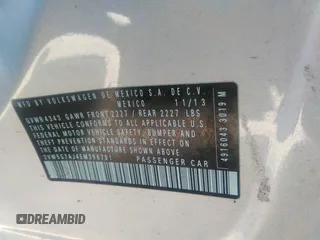 MFD BY VOLKSWAGEN DE MEXICO S.A. DE C.V.
MEXICO 11/13
GVWR 4343 GAWR FRONT 2227 / REAR 2227 LBS
THIS VEHICLE CONFORMS TO ALL APPLICABLE
FEDERAL MOTOR VEHICLE SAFETY, BUMPER AND
THEFT PREVENTION STANDARDS IN EFFECT ON
THE DATE OF MANUFACTURE SHOWN ABOVE
PASSENGER CAR
4916043 3019 M
DREAMBID